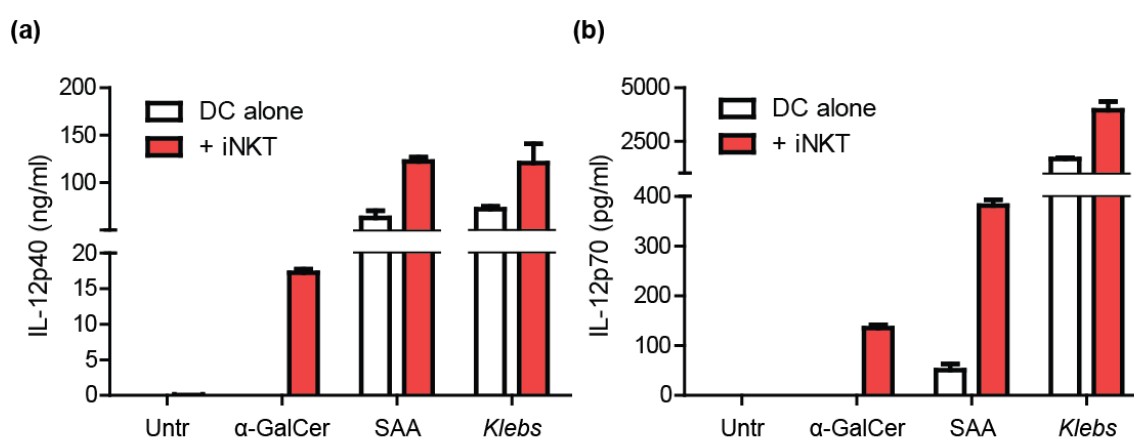 (a)
IL-12p40 (ng/ml)
200
150
100
20
15
10
5
0
DC alone
+ iNKT
Untr α-GalCer SAA Klebs
(b)
IL-12p70 (pg/ml)
5000
2500
400
300
200
100
0
DC alone
+ iNKT
Untr α-GalCer SAA Klebs